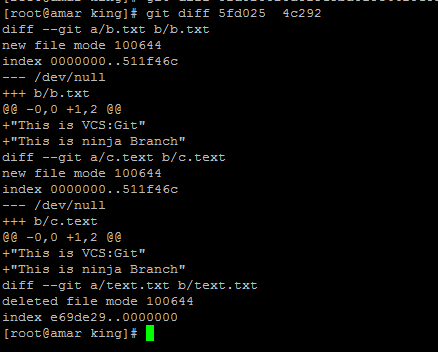 [root@amar king]# git diff 5fd025  4c292
diff --git a/b.txt b/b.txt
new file mode 100644
index 0000000..511f46c
--- /dev/null
+++ b/b.txt
@@ -0,0 +1,2 @@
+"This is VCS:Git"
+"This is ninja Branch"
diff --git a/c.text b/c.text
new file mode 100644
index 0000000..511f46c
--- /dev/null
+++ b/c.text
@@ -0,0 +1,2 @@
+"This is VCS:Git"
+"This is ninja Branch"
diff --git a/text.txt b/text.txt
deleted file mode 100644
index e69de29..0000000
[root@amar king]#